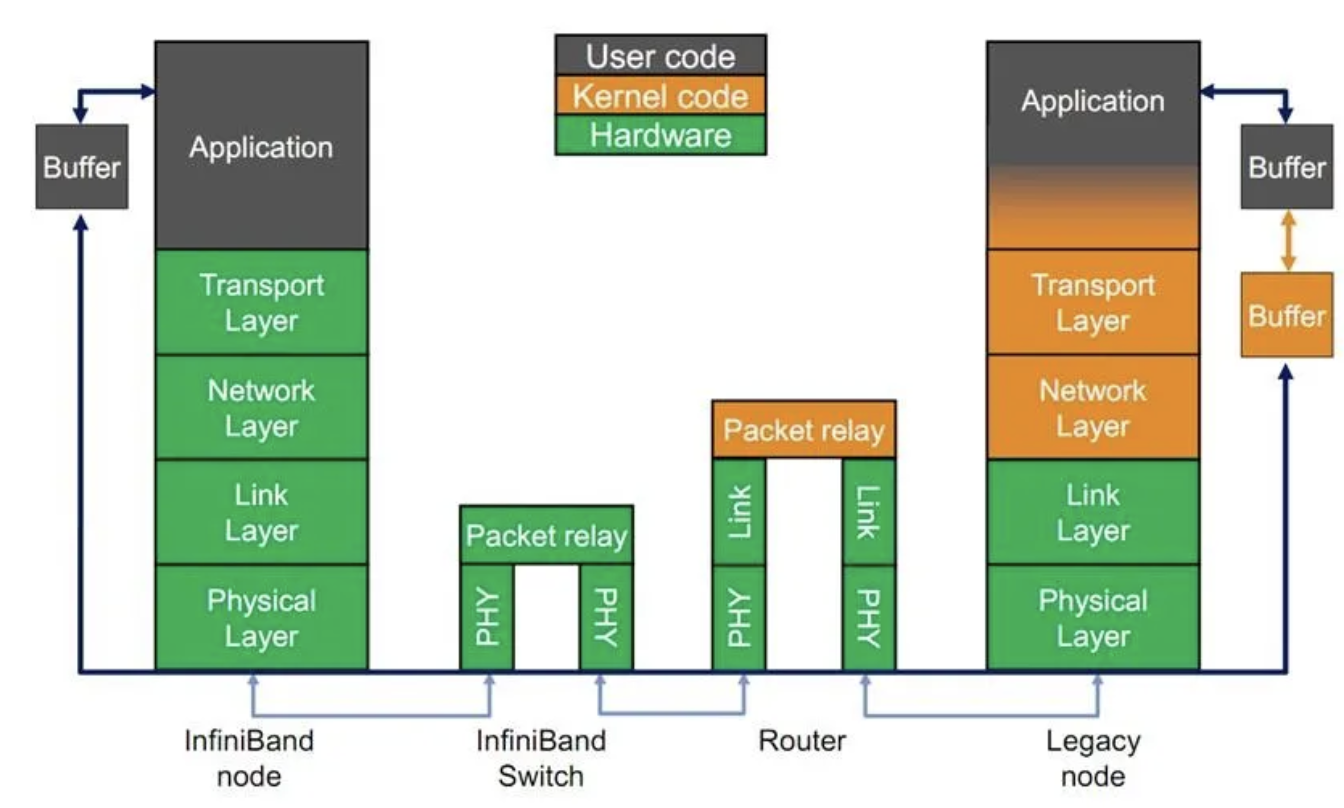 User code
Kernel code
Hardware
Buffer
Application
Transport
Layer
Network
Layer
Link
Layer
Physical
Layer
Packet relay
PHY
PHY
Packet relay
Link
Link
PHY
PHY
Application
Transport
Layer
Network
Layer
Link
Layer
Physical
Layer
Buffer
Buffer
InfiniBand
node
InfiniBand
Switch
Router
Legacy
node